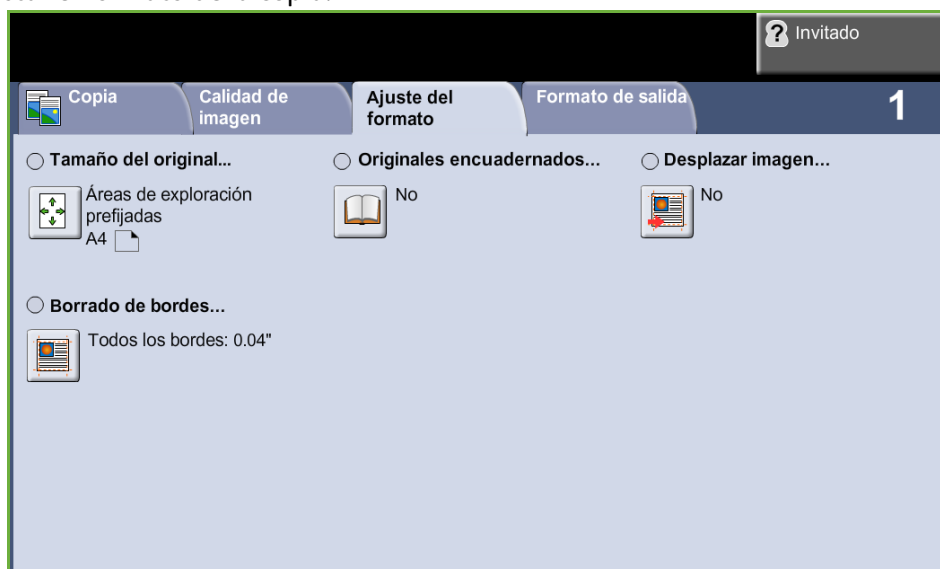 Invitado
Copia
Calidad de
imagen
Ajuste del
formato
Formato de salida
1
Tamaño del original...
Áreas de exploración
prefijadas
A4
Originales encuadernados...
No
Desplazar imagen...
No
Borrado de bordes...
Todos los bordes: 0.04"